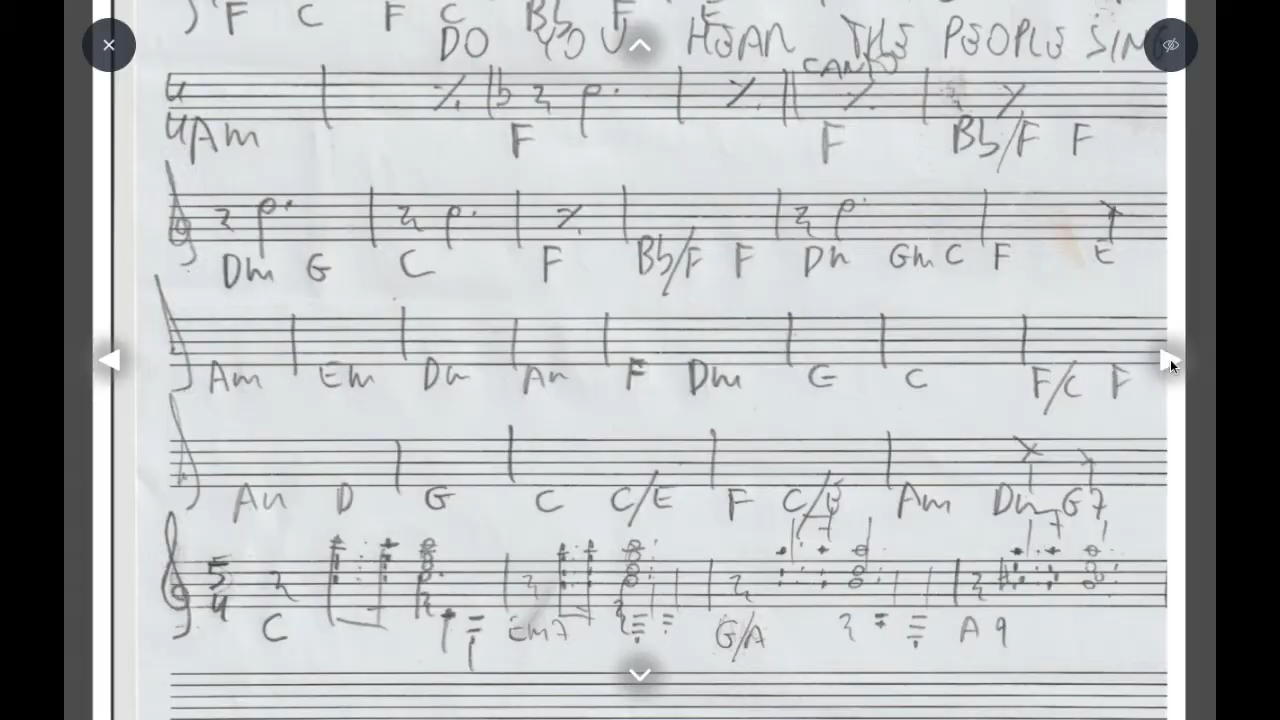 F C F C Bb F E
DO YOU HEAR THE PEOPLE SING
CANTO
4
4 Am F F Bb/F F
Dm G C F Bb/F F Dm Gm C F E
Am Em Dm Am F Dm G C F/C F
Am D G C C/E F C/E Am Dm G7
5
4
C Em7 G/A A9